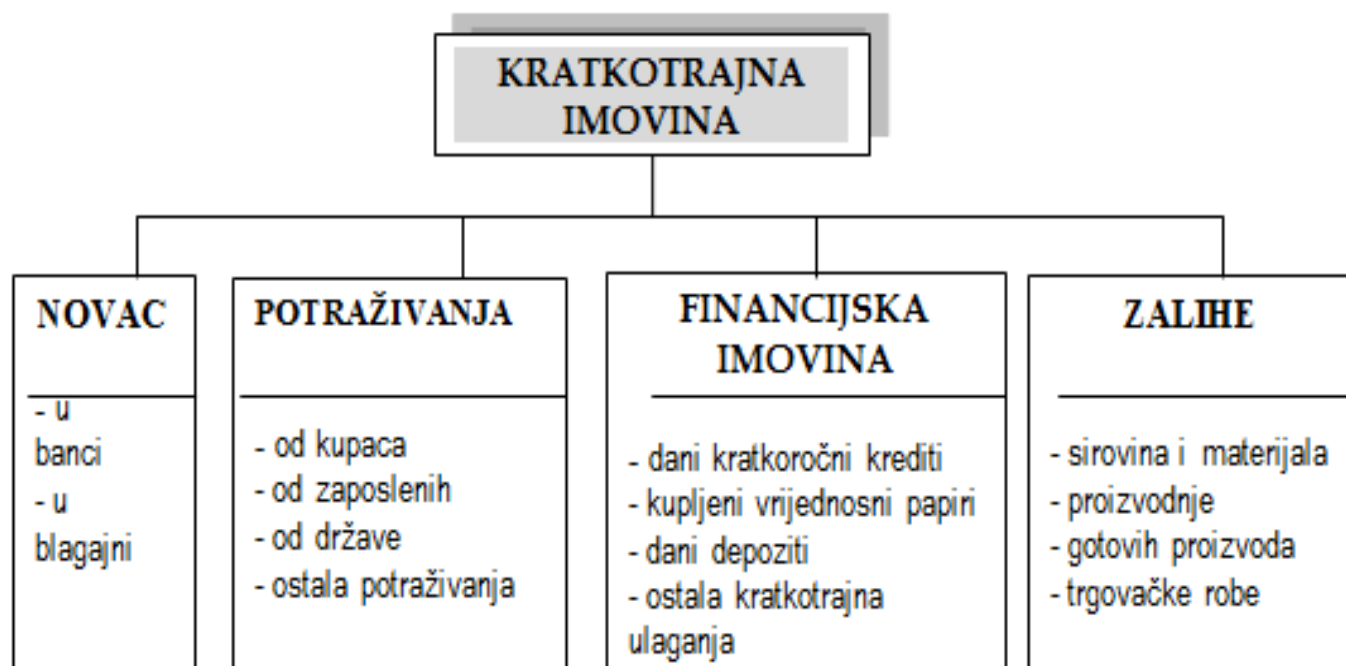 KRATKOTRAJNA
IMOVINA
NOVAC
- u
banci
- u
blagajni
POTRAŽIVANJA
- od kupaca
- od zaposlenih
- od države
- ostala potraživanja
FINANCIJSKA
IMOVINA
- dani kratkoročni krediti
- kupljeni vrijednosni papiri
- dani depoziti
- ostala kratkotrajna
ulaganja
ZALIHE
- sirovina i materijala
- proizvodnje
- gotovih proizvoda
- trgovačke robe